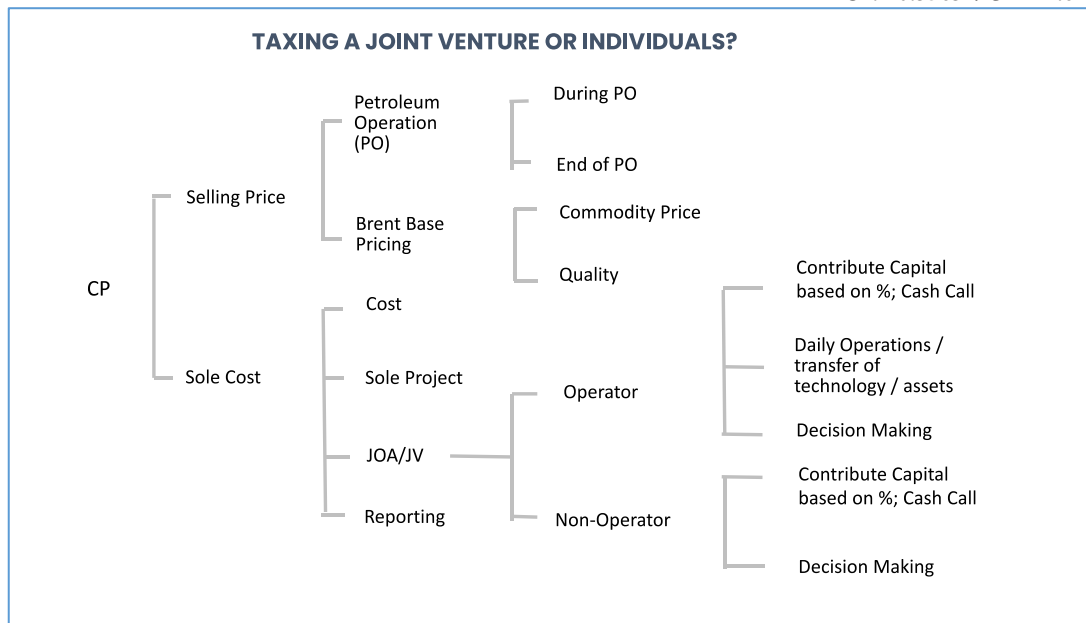 TAXING A JOINT VENTURE OR INDIVIDUALS?
CP
Selling Price
Sole Cost
Petroleum
Operation
(PO)
Brent Base
Pricing
Cost
Sole Project
JOA/JV
Reporting
During PO
End of PO
Commodity Price
Quality
Operator
Non-Operator
Contribute Capital
based on %; Cash Call
Daily Operations /
transfer of
technology / assets
Decision Making
Contribute Capital
based on %; Cash Call
Decision Making